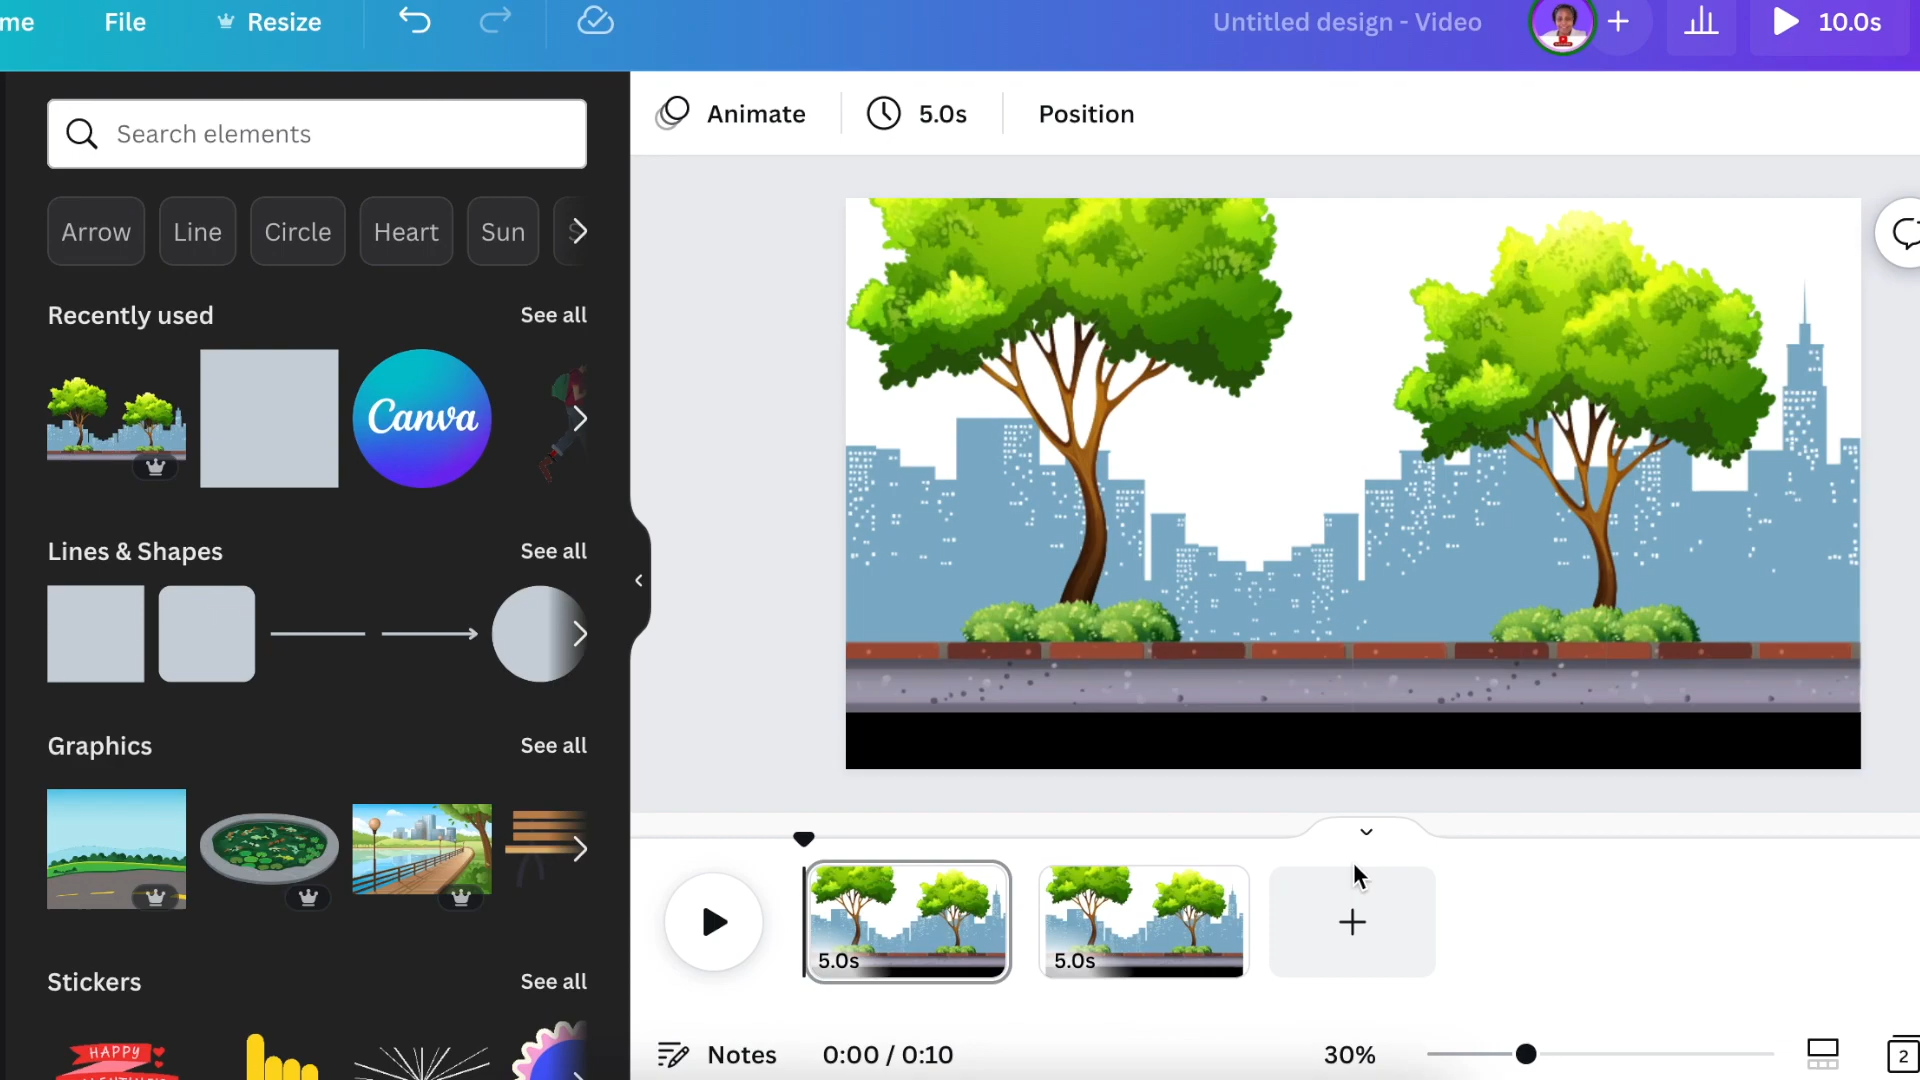 me File Resize Untitled design - Video 10.0s
Search elements
Animate 5.0s Position
Arrow Line Circle Heart Sun
Recently used See all
Canva
Lines & Shapes See all
Graphics See all
5.0s 5.0s
Stickers See all
HAPPY
Notes 0:00 / 0:10 30% 2